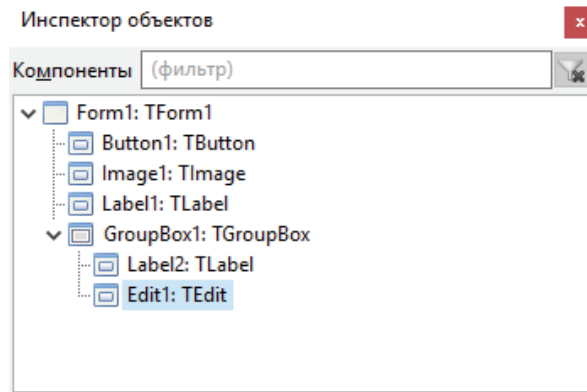 Инспектор объектов
x
Компоненты (фильтр)
Form1: TForm1
Button1: TButton
Image1: TImage
Label1: TLabel
GroupBox1: TGroupBox
Label2: TLabel
Edit1: TEdit